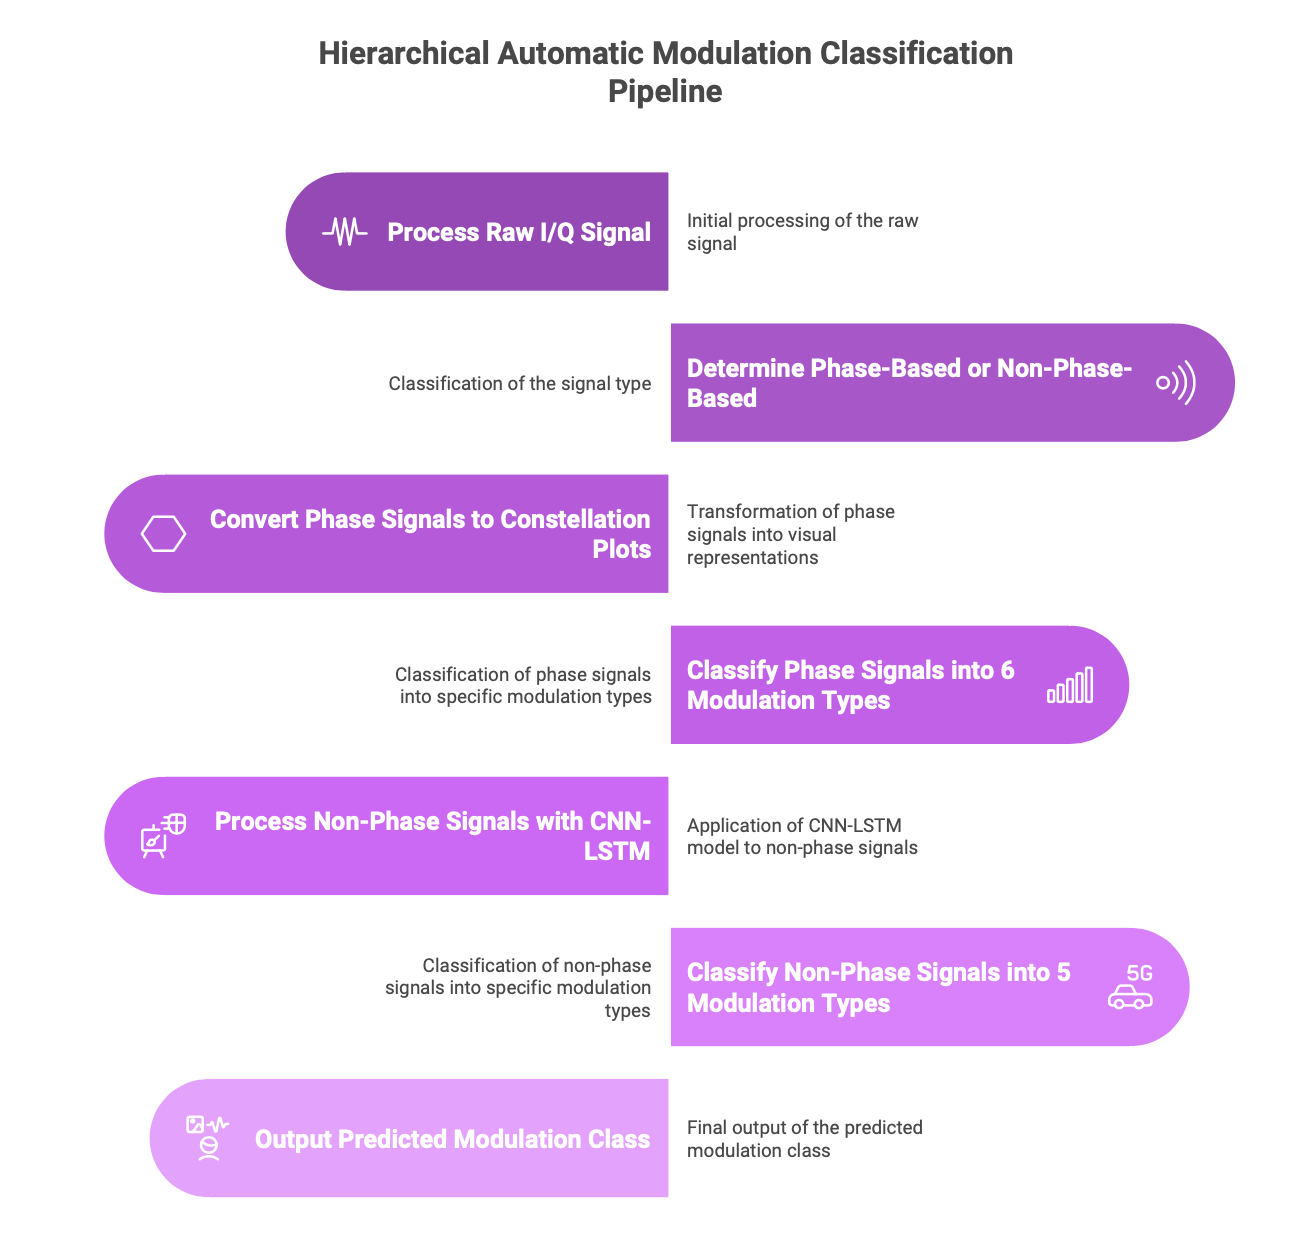 Hierarchical Automatic Modulation Classification
Pipeline
Process Raw I/Q Signal
Initial processing of the raw
signal
Classification of the signal type
Determine Phase-Based or Non-Phase-
Based
Convert Phase Signals to Constellation
Plots
Transformation of phase
signals into visual
representations
Classification of phase signals
into specific modulation types
Classify Phase Signals into 6
Modulation Types
Process Non-Phase Signals with CNN-
LSTM
Application of CNN-LSTM
model to non-phase signals
Classification of non-phase
signals into specific modulation
types
Classify Non-Phase Signals into 5
Modulation Types
5G
Output Predicted Modulation Class
Final output of the predicted
modulation class